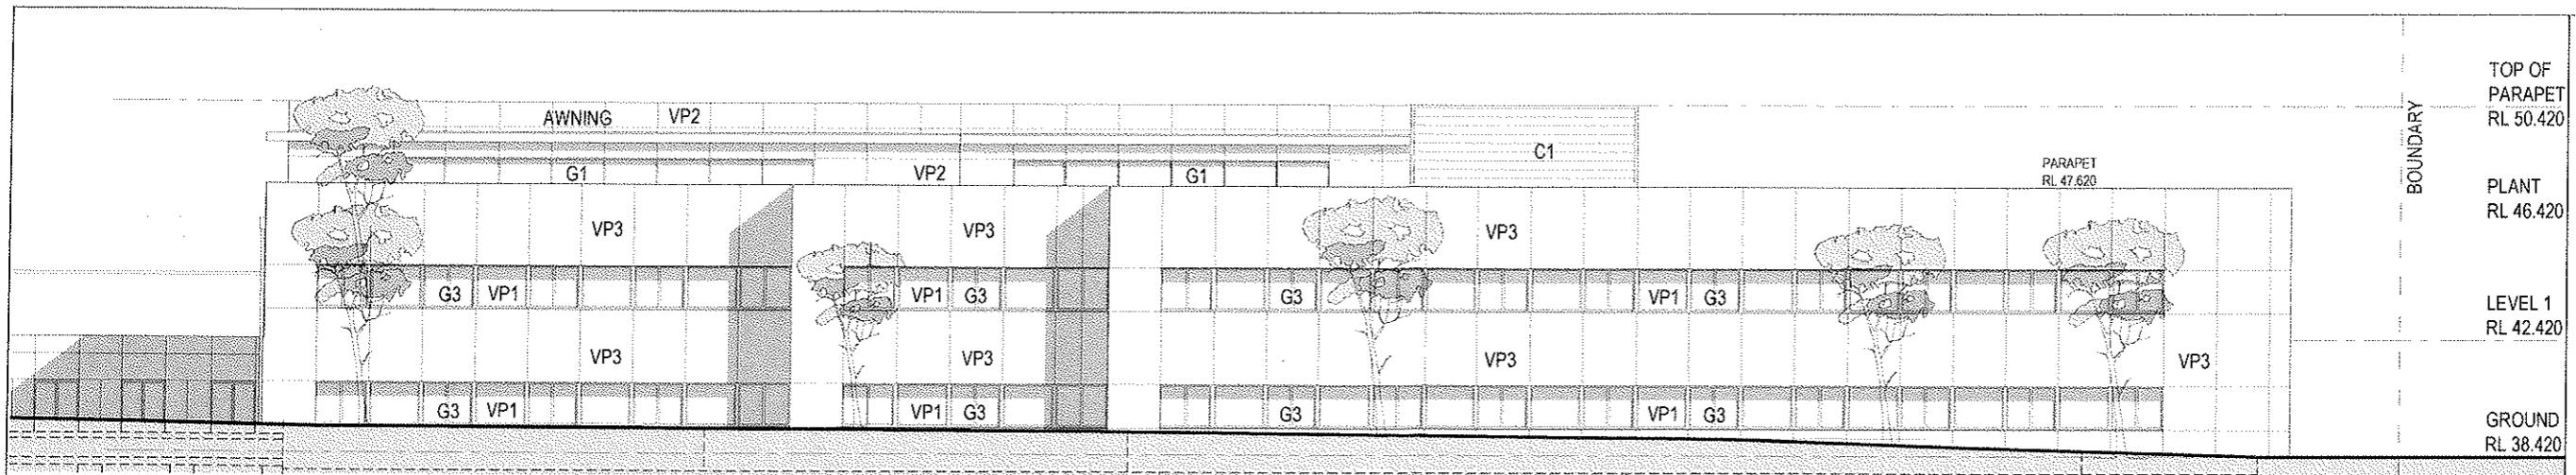 TOP OF
PARAPET
RL 50.420
AWNING VP2
BOUNDARY
C1
G1 VP2 G1
PARAPET
RL 47.620
PLANT
RL 46.420
VP3 VP3 VP3
G3 VP1 VP1 G3 G3 VP1 G3
LEVEL 1
RL 42.420
VP3 VP3 VP3 VP3
G3 VP1 VP1 G3 G3 VP1 G3
GROUND
RL 38.420